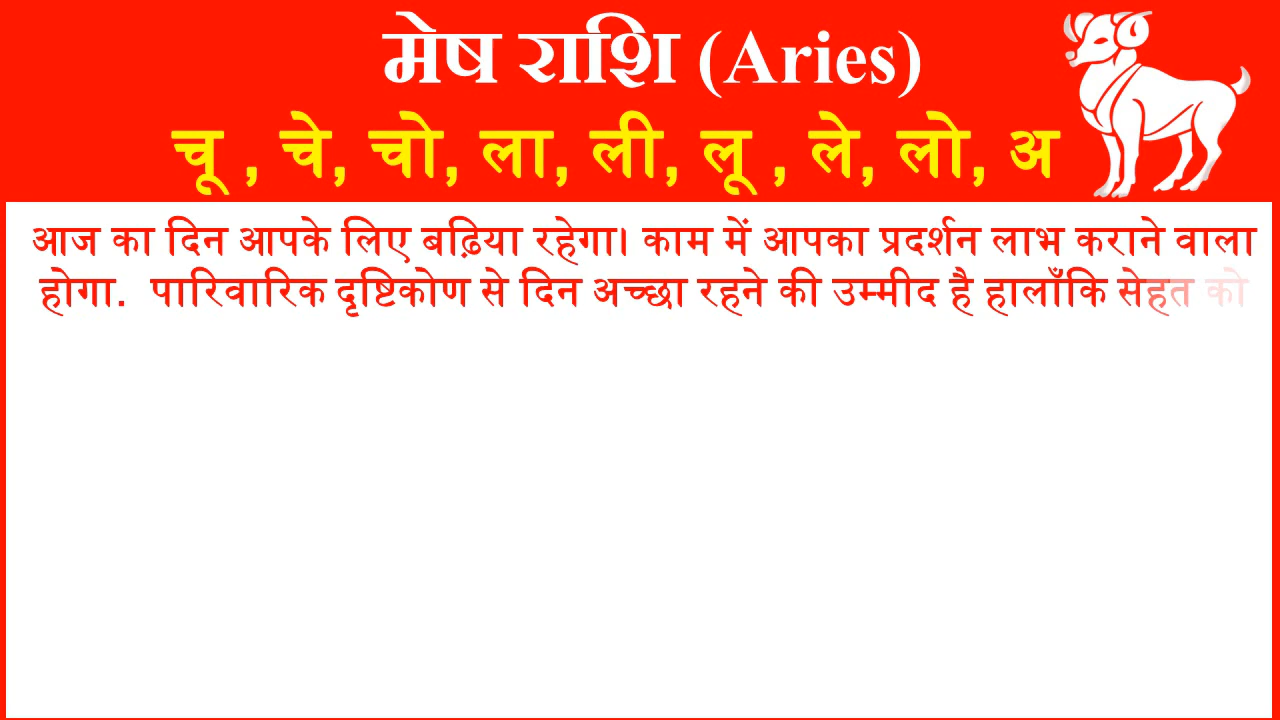 मेष राशि (Aries)
चू , चे, चो, ला, ली, लू , ले, लो, अ
आज का दिन आपके लिए बढ़िया रहेगा। काम में आपका प्रदर्शन लाभ कराने वाला
होगा.  पारिवारिक दृष्टिकोण से दिन अच्छा रहने की उम्मीद है हालाँकि सेहत को